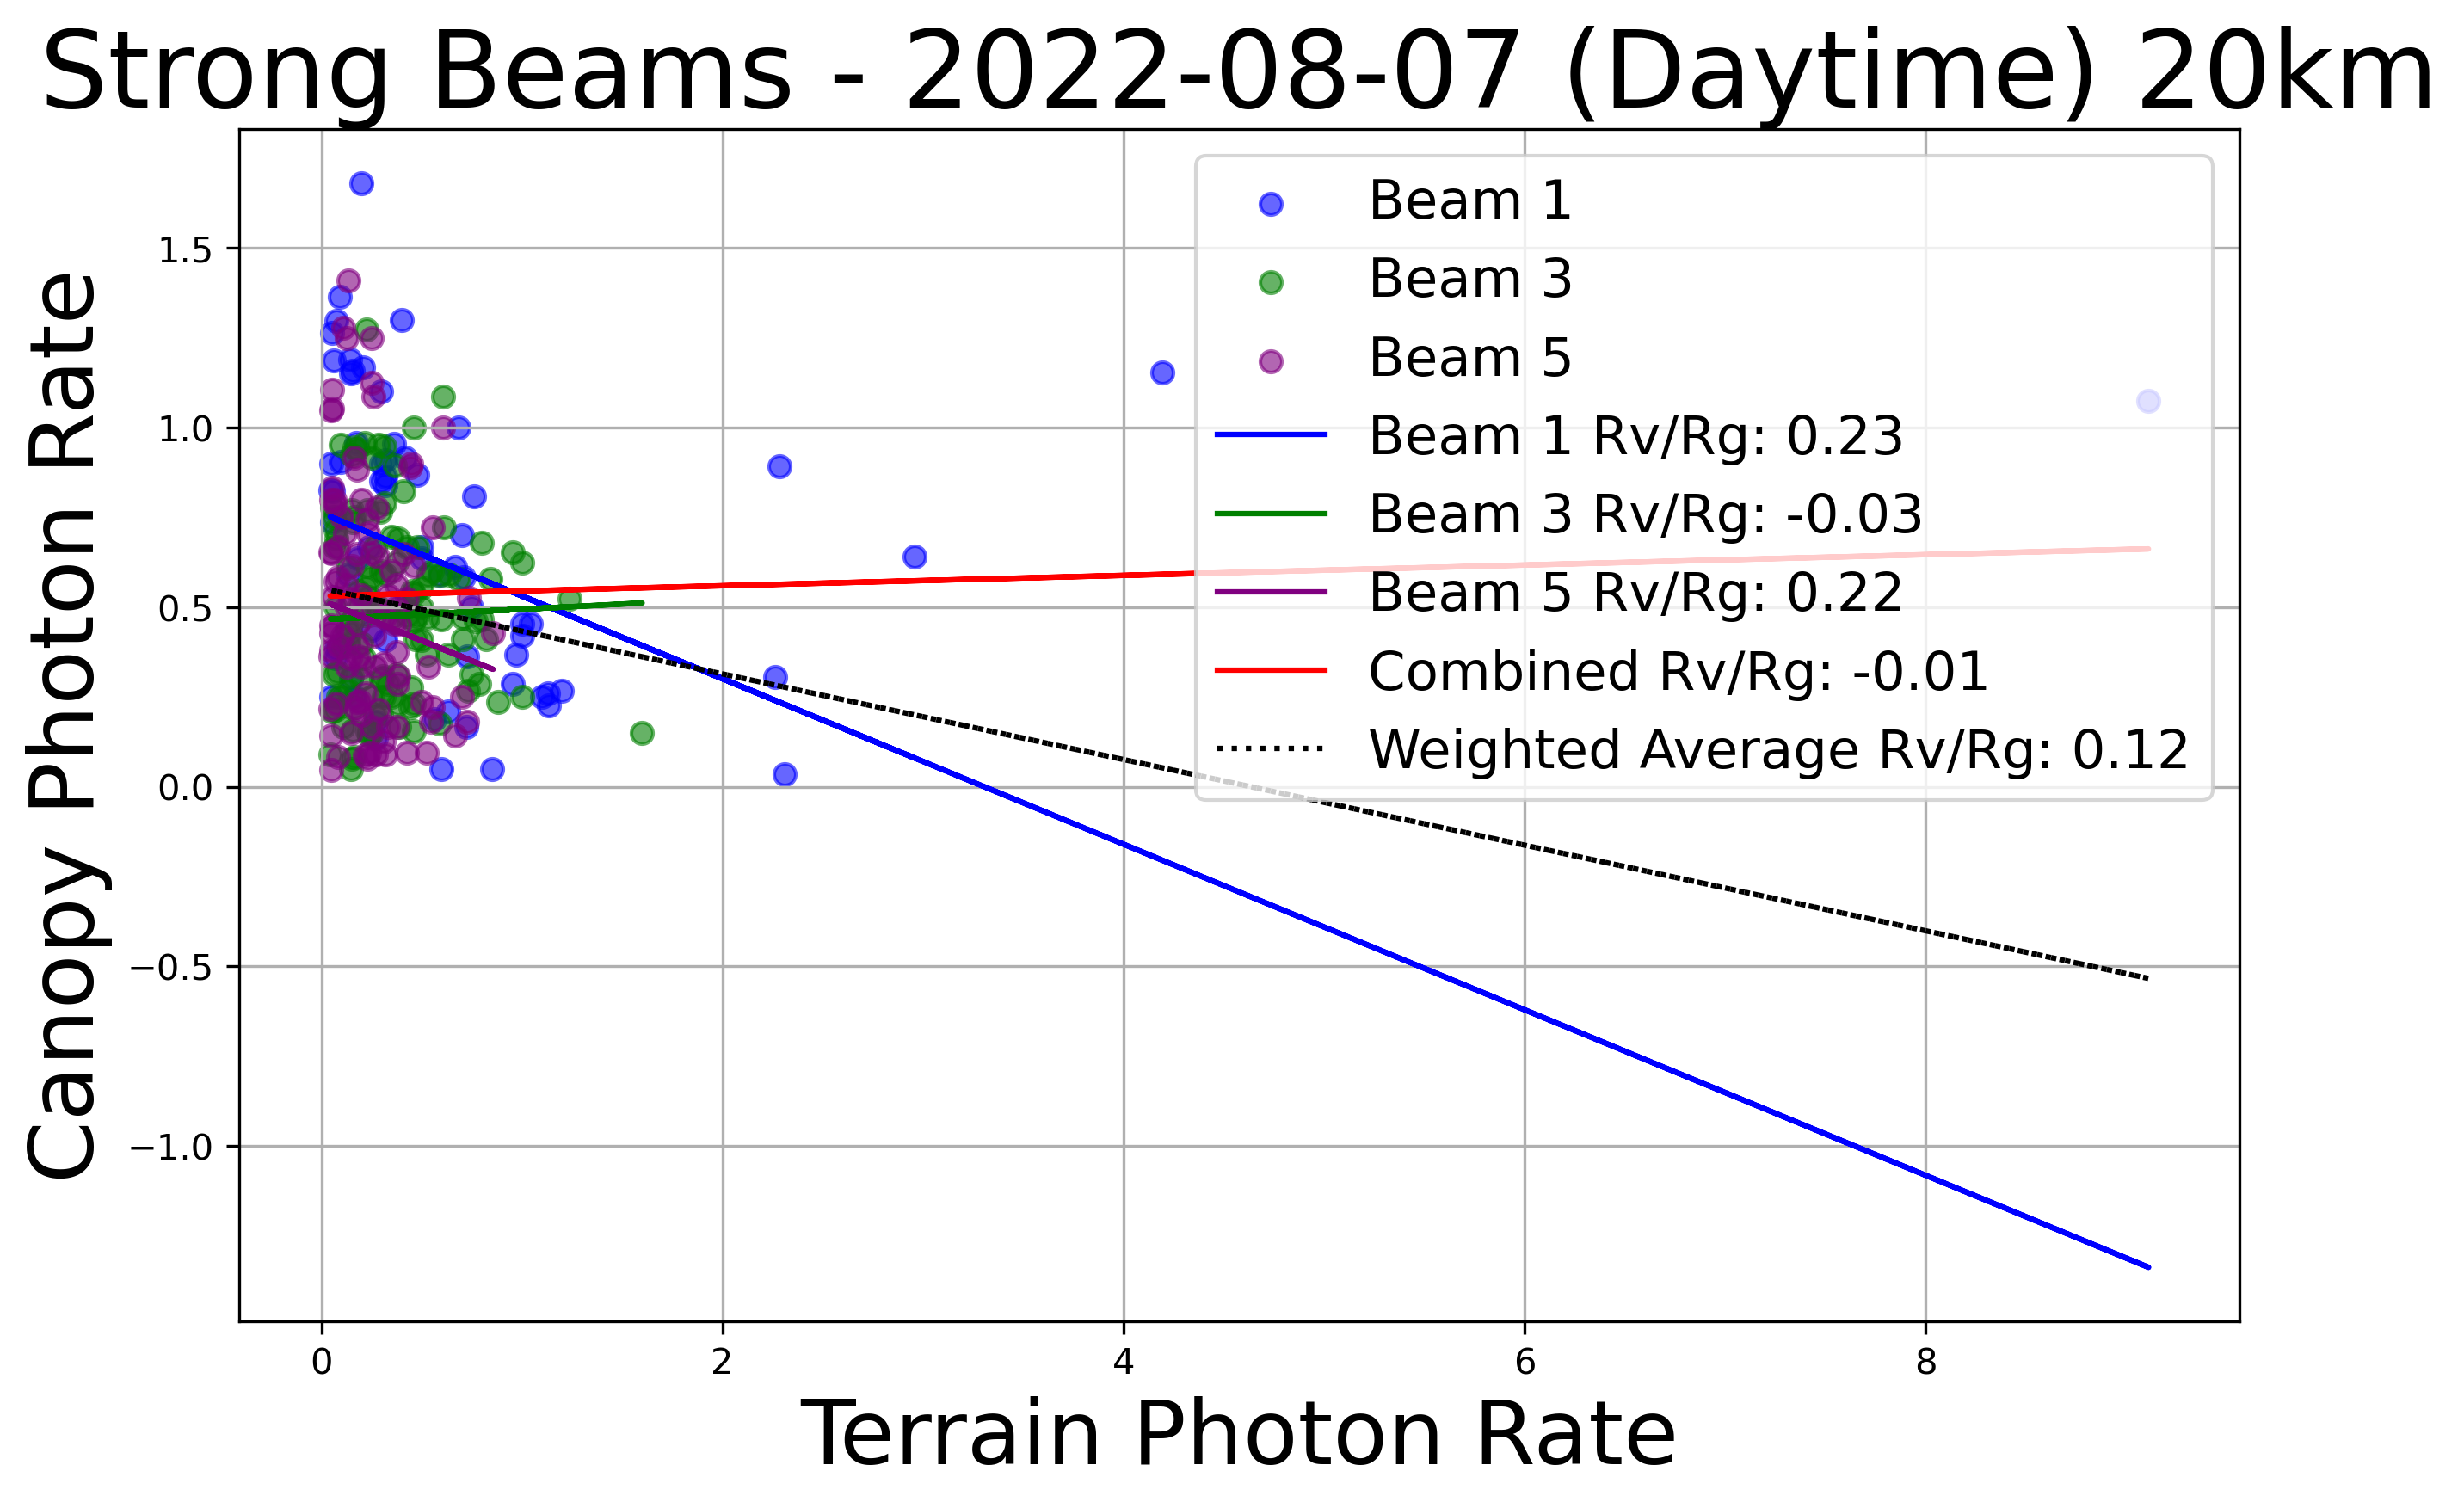 Strong Beams - 2022-08-07 (Daytime) 20km
Canopy Photon Rate
1.5
1.0
0.5
0.0
−0.5
−1.0
Beam 1
Beam 3
Beam 5
Beam 1 Rv/Rg: 0.23
Beam 3 Rv/Rg: -0.03
Beam 5 Rv/Rg: 0.22
Combined Rv/Rg: -0.01
Weighted Average Rv/Rg: 0.12
0 2 4 6 8
Terrain Photon Rate